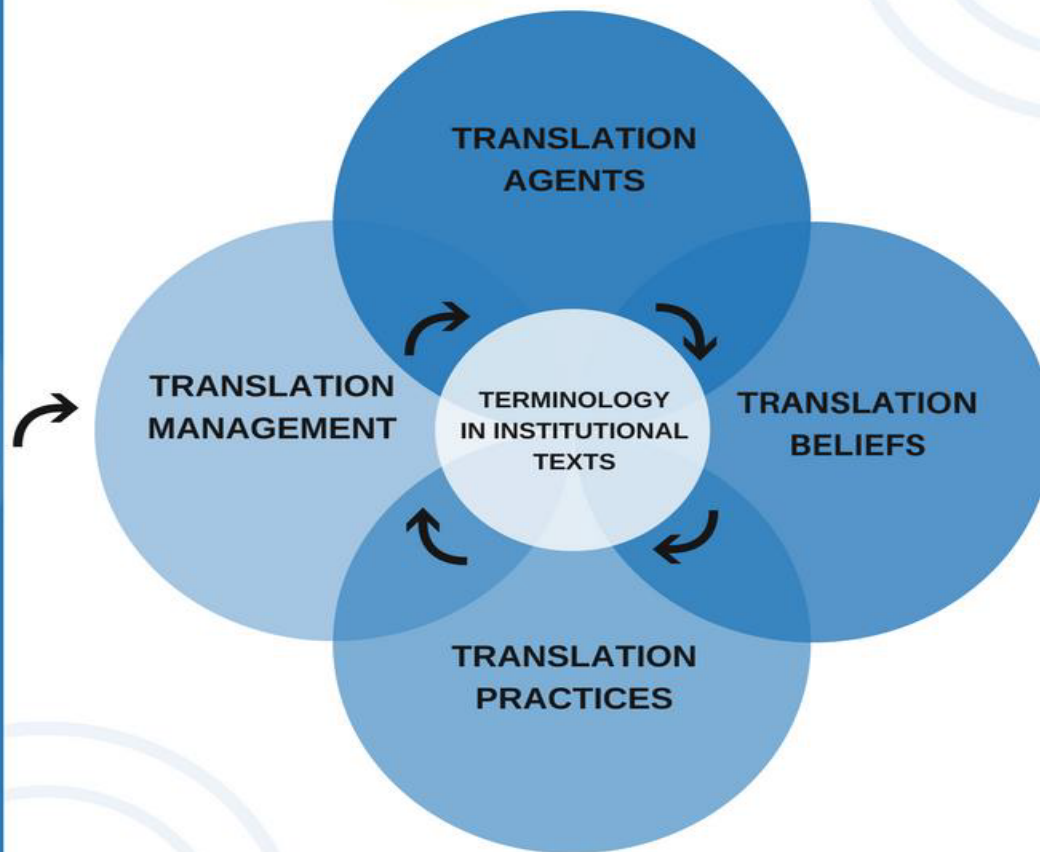 TRANSLATION
AGENTS
TRANSLATION
MANAGEMENT
TERMINOLOGY
IN INSTITUTIONAL
TEXTS
TRANSLATION
BELIEFS
TRANSLATION
PRACTICES